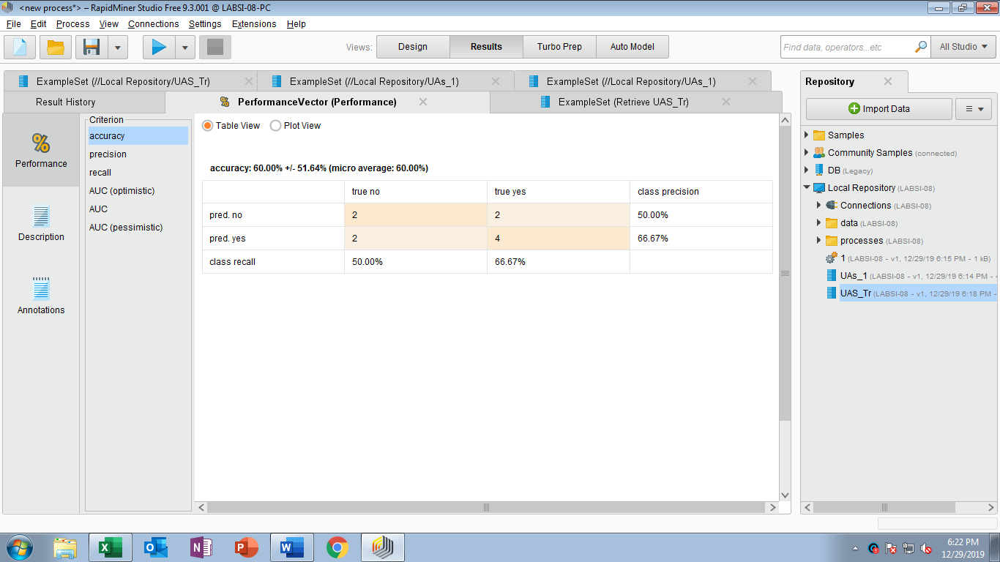 <new process*> – RapidMiner Studio Free 9.3.001 @ LABSI-08-PC
File Edit Process View Connections Settings Extensions Help
Views: Design Results Turbo Prep Auto Model Find data, operators...etc All Studio
ExampleSet (//Local Repository/UAS_Tr) ExampleSet (///Local Repository/UAs_1) ExampleSet (///Local Repository/UAs_1)
Result History % PerformanceVector (Performance) ExampleSet (Retrieve UAS_Tr)
Repository
Import Data
% Performance
Description
Annotations
Criterion
accuracy
precision
recall
AUC (optimistic)
AUC
AUC (pessimistic)
Table View Plot View
accuracy: 60.00% +/- 51.64% (micro average: 60.00%)
true no true yes class precision
pred. no 2 2 50.00%
pred. yes 2 4 66.67%
class recall 50.00% 66.67%
Samples
Community Samples (connected)
DB (Legacy)
Local Repository (LABSI-08)
Connections (LABSI-08)
data (LABSI-08)
processes (LABSI-08)
1 (LABSI-08 - v1, 12/29/19 6:15 PM - 1 kB)
UAs_1 (LABSI-08 - v1, 12/29/19 6:14 PM -
UAS_Tr (LABSI-08 - v1, 12/29/19 6:18 PM -
6:22 PM
12/29/2019